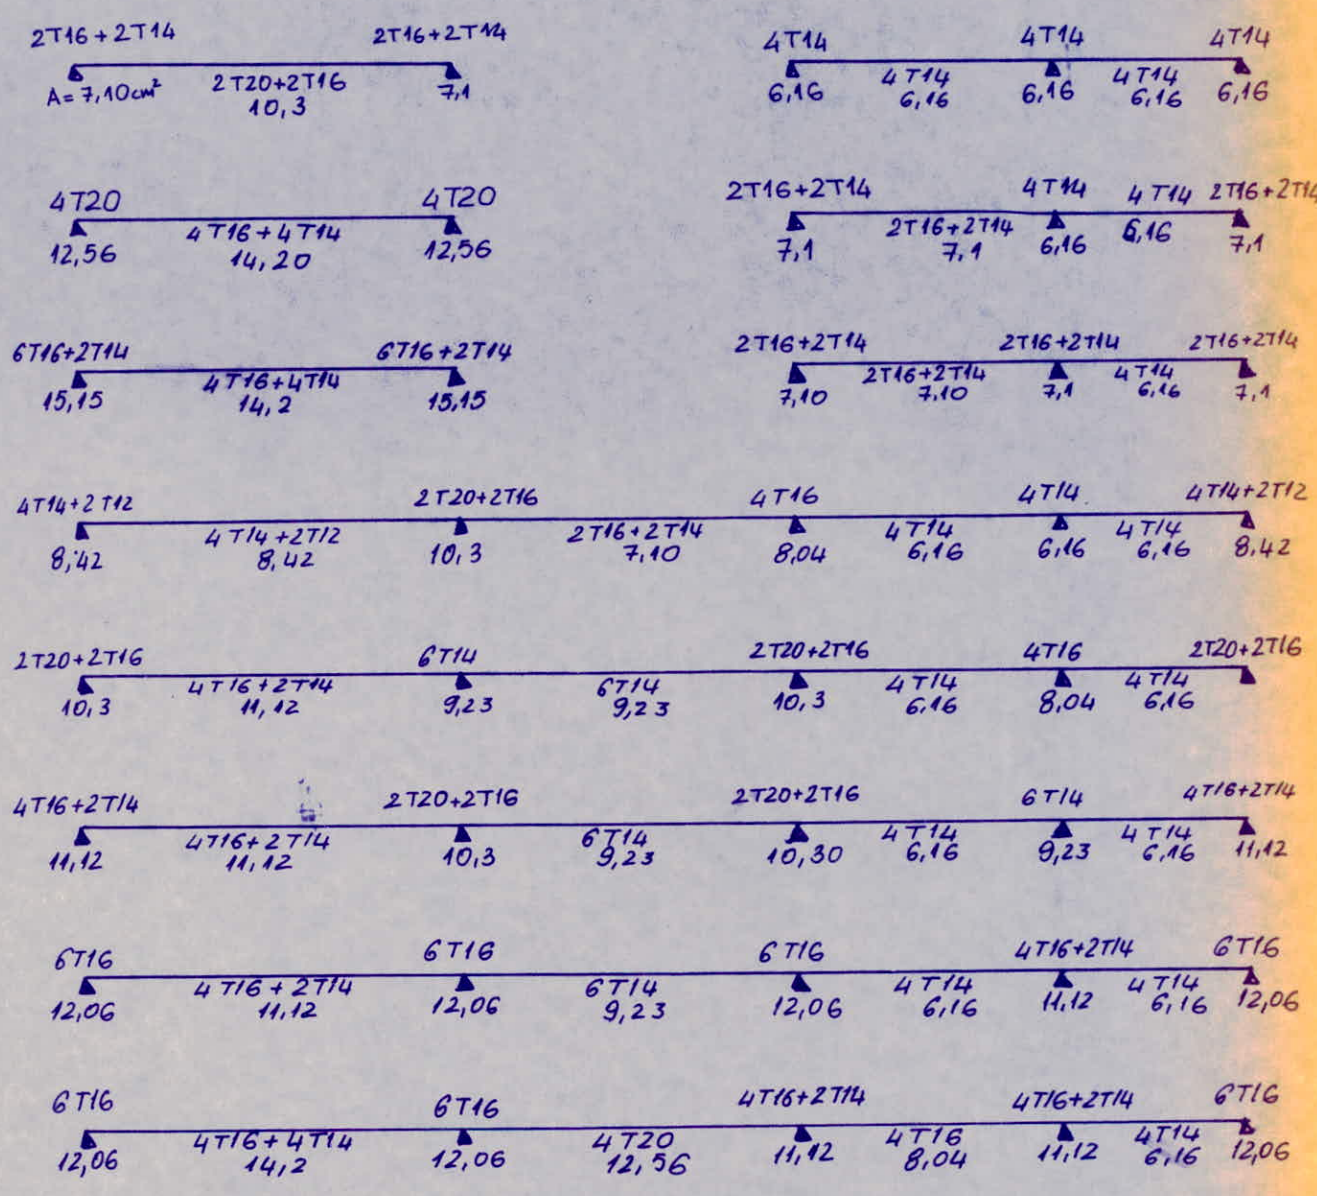 2T16+2T14 2T16+2T14 4T14 4T14 4T14
A=7,10cm² 2T20+2T16 7,1 6,16 4T14 6,16 4T14 6,16
10,3 6,16 6,16
4T20 4T20 2T16+2T14 4T14 4T14 2T16+2T14
12,56 4T16+4T14 12,56 7,1 2T16+2T14 6,16 6,16 7,1
14,20 7,1
6T16+2T14 6T16+2T14 2T16+2T14 2T16+2T14 2T16+2T14
15,15 4T16+4T14 15,15 7,10 2T16+2T14 7,1 4T14 7,1
14,2 7,10 6,16
4T14+2T12 2T20+2T16 4T16 4T14 4T14+2T12
8,42 4T14+2T12 10,3 2T16+2T14 8,04 4T14 6,16 4T14 8,42
8,42 7,10 6,16 6,16
2T20+2T16 6T14 2T20+2T16 4T16 2T20+2T16
10,3 4T16+2T14 9,23 6T14 10,3 4T14 8,04 4T14
11,12 9,23 6,16 6,16
4T16+2T14 2T20+2T16 2T20+2T16 6T14 4T16+2T14
11,12 4T16+2T14 10,3 6T14 10,30 4T14 9,23 4T14 11,12
11,12 9,23 6,16 6,16
6T16 6T16 6T16 4T16+2T14 6T16
12,06 4T16+2T14 12,06 6T14 12,06 4T14 11,12 4T14 12,06
11,12 9,23 6,16 6,16
6T16 6T16 4T16+2T14 4T16+2T14 6T16
12,06 4T16+4T14 12,06 4T20 11,12 4T16 11,12 4T14 12,06
14,2 12,56 8,04 6,16